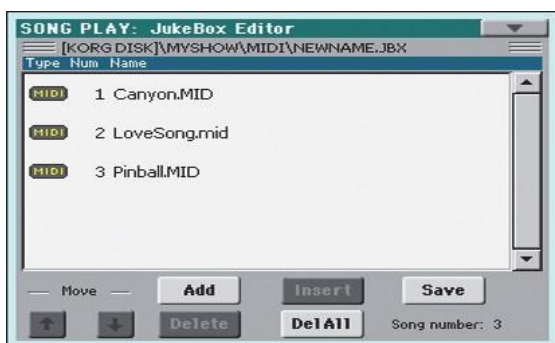 SONG PLAY: JukeBox Editor
[KORG DISK]\MYSHOW\MIDI\NEWNAME.JBX
Type Num Name
MIDI 1 Canyon.MID
MIDI 2 LoveSong.mid
MIDI 3 Pinball.MID
Move Add Insert Save
Delete DelAll Song number: 3